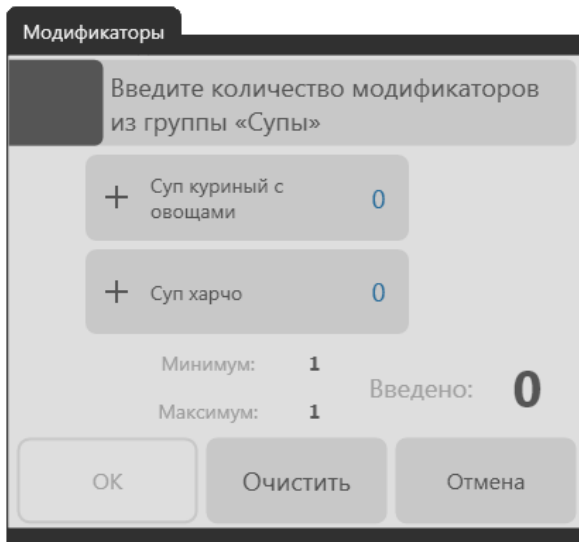 Модификаторы
Введите количество модификаторов
из группы «Супы»
+ Суп куриный с
овощами 0
+ Суп харчо 0
Минимум: 1
Введено: 0
Максимум: 1
ОК Очистить Отмена